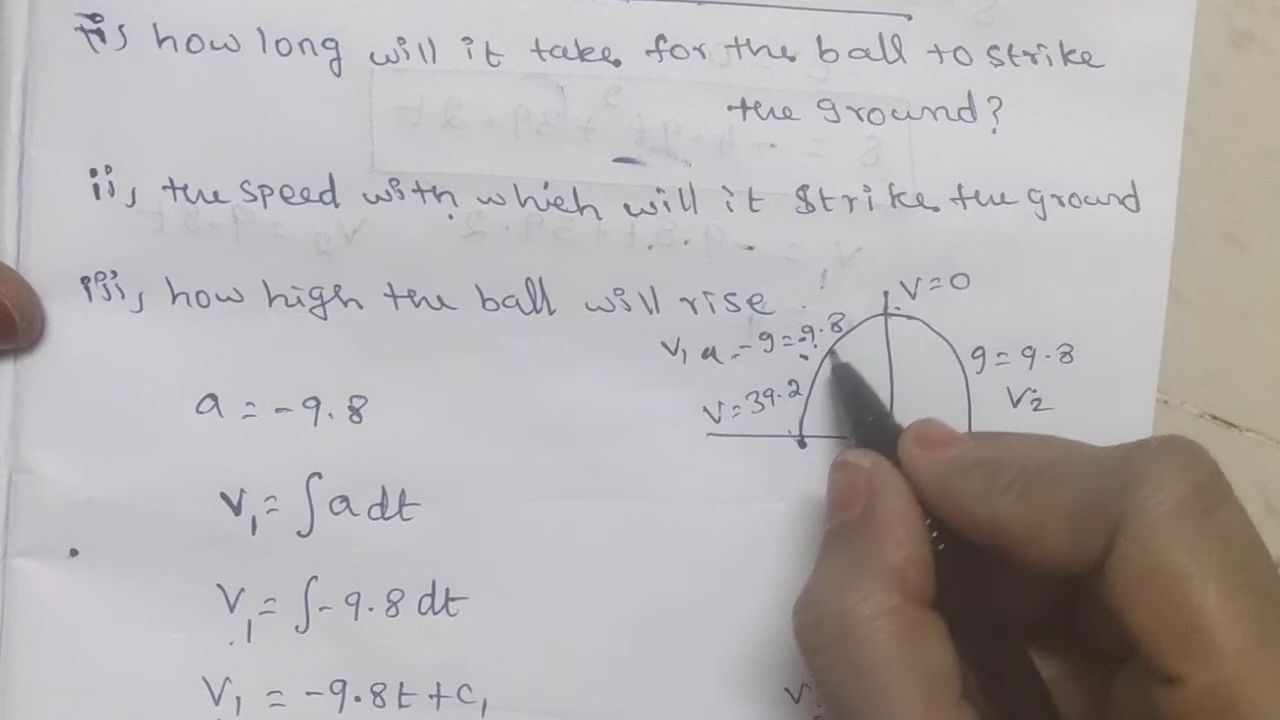 i, how long will it take for the ball to strike
the ground?
ii, the speed with which will it strike the ground
iii, how high the ball will rise
V=0
V, a = -g = -9.8
g = 9.8
V = 39.2
V2
a = -9.8
V1 = ∫ a dt
V1 = ∫ -9.8 dt
V1 = -9.8t + c1
V